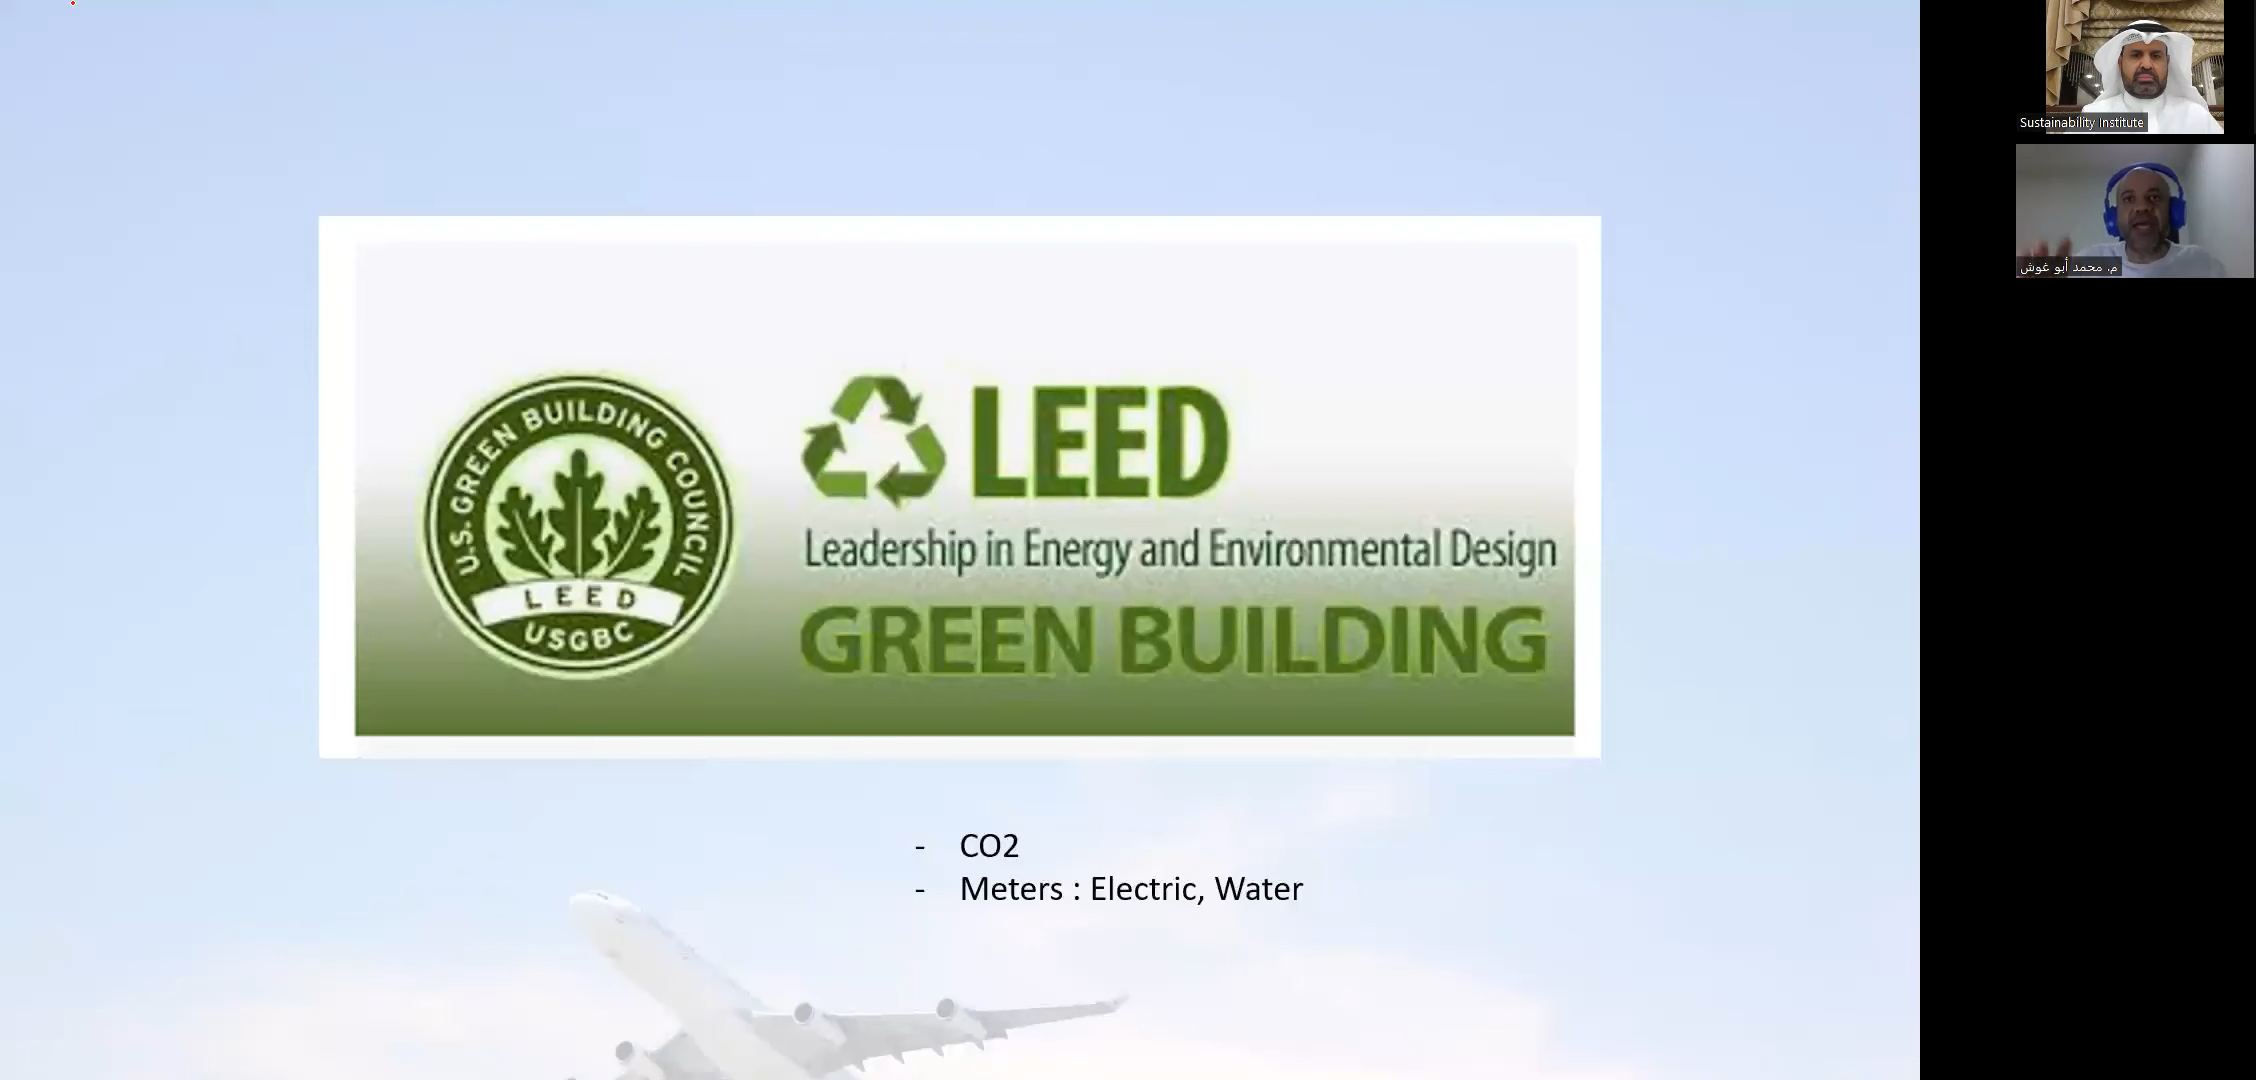 U.S. GREEN BUILDING COUNCIL
LEED
USGBC
LEED
Leadership in Energy and Environmental Design
GREEN BUILDING
- CO2
- Meters : Electric, Water
Sustainability Institute
م. محمد أبو غوش